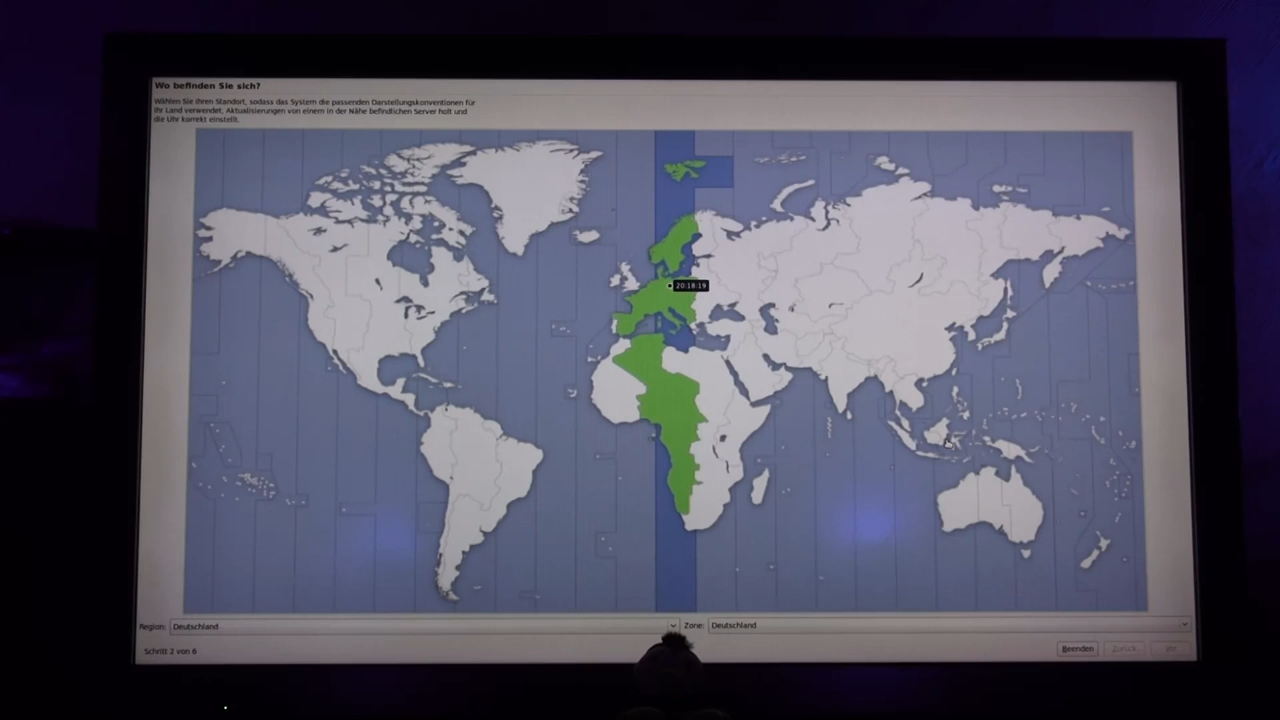 Wo befinden Sie sich?
Wählen Sie Ihren Standort, sodass das System die passenden Darstellungskonventionen für
Ihr Land verwendet, Aktualisierungen von einem in der Nähe befindlichen Server holt und
die Uhr korrekt einstellt.
20:18:19
Region: Deutschland Zone: Deutschland
Schritt 2 von 6
Beenden Zurück Vor